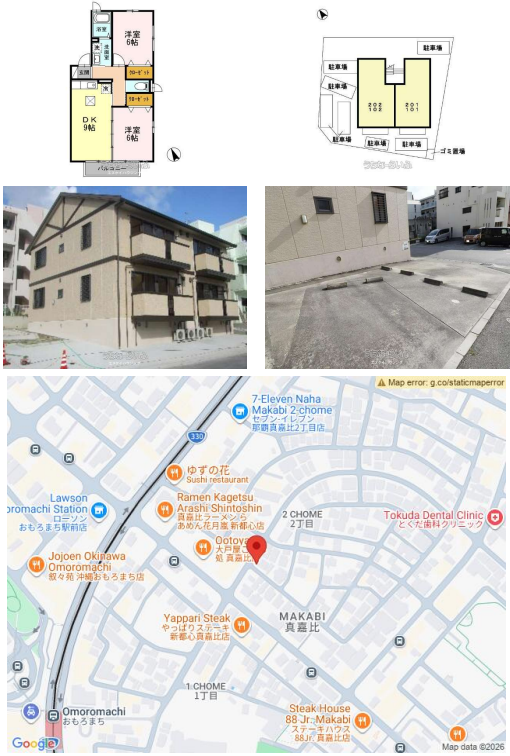 浴室
洋室
6帖
洗
洗面室
玄関
クローゼット
冷
クローゼット
DK
9帖
洋室
6帖
バルコニー
駐車場
駐車場
駐車場
202
102
201
101
駐車場
駐車場
駐車場
ゴミ置場
Map error: g.co/staticmaperror
7-Eleven Naha
Makabi 2-chome
セブン-イレブン
那覇真嘉比2丁目店
330
ゆずの花
Sushi restaurant
Lawson
Omoromachi Station
ローソン
おもろまち駅前店
Ramen Kagetsu
Arashi Shintoshin
真嘉比ラーメン ら
あめん花月嵐 新都心店
2 CHOME
2丁目
Tokuda Dental Clinic
とくだ歯科クリニック
Jojoen Okinawa
Omoromachi
叙々苑 沖縄おもろまち店
Ootoya
大戸屋ご
処 真嘉比
MAKABI
真嘉比
Yappari Steak
やっぱりステーキ
新都心真嘉比店
1 CHOME
1丁目
Omoromachi
おもろまち
Steak House
88 Jr. Makabi
ステーキハウス
88Jr. 真嘉比店
Google
Map data ©2026